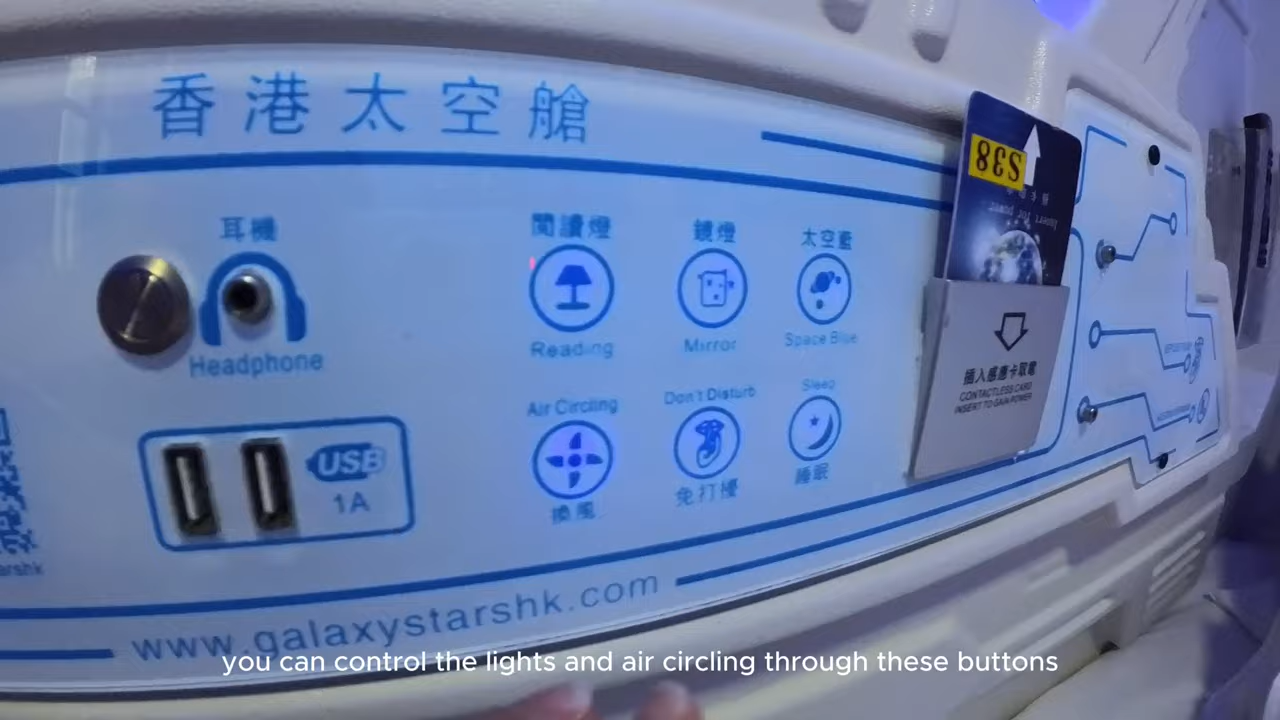 香港太空艙
耳機
Headphone
USB
1A
閱讀燈
Reading
鏡燈
Mirror
太空藍
Space Blue
Air Circling
換風
Don't Disturb
免打擾
Sleep
睡眠
S38
Insert for power
插入感應卡取電
CONTACTLESS CARD
INSERT TO GAIN POWER
www.galaxystarshk.com
you can control the lights and air circling through these buttons